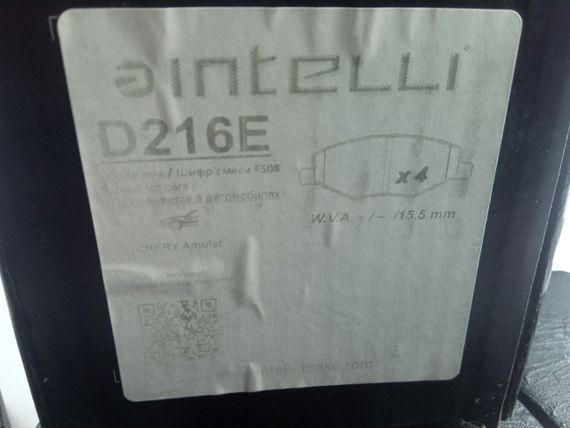 intelli
D216E
Code mix / Шифр смеси F508
Used for cars /
Применяются в автомобилях
CHERY Amulet
x 4
W.V.A. - / - /15.5 mm
intelli-brake.com